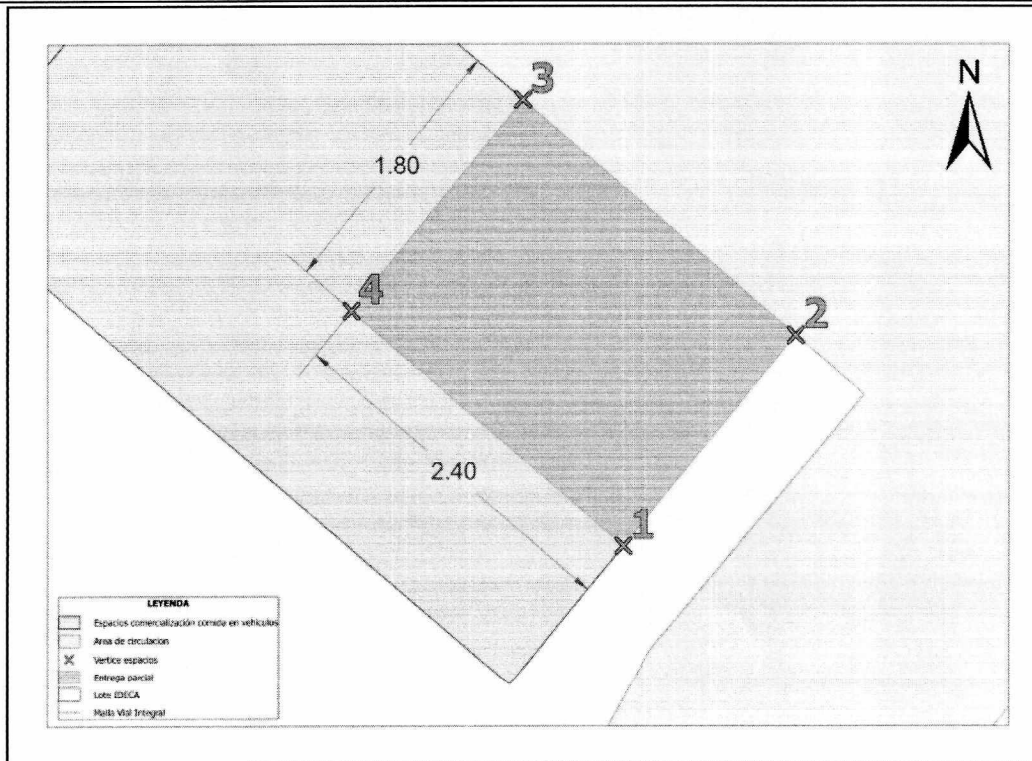 N
3
1.80
4
2
2.40
1
LEYENDA
Espacios comercialización comida en vehículos
Area de circulacion
Vertice espacios
Entrega parcial
Lote IDECA
Malla Vial Integral